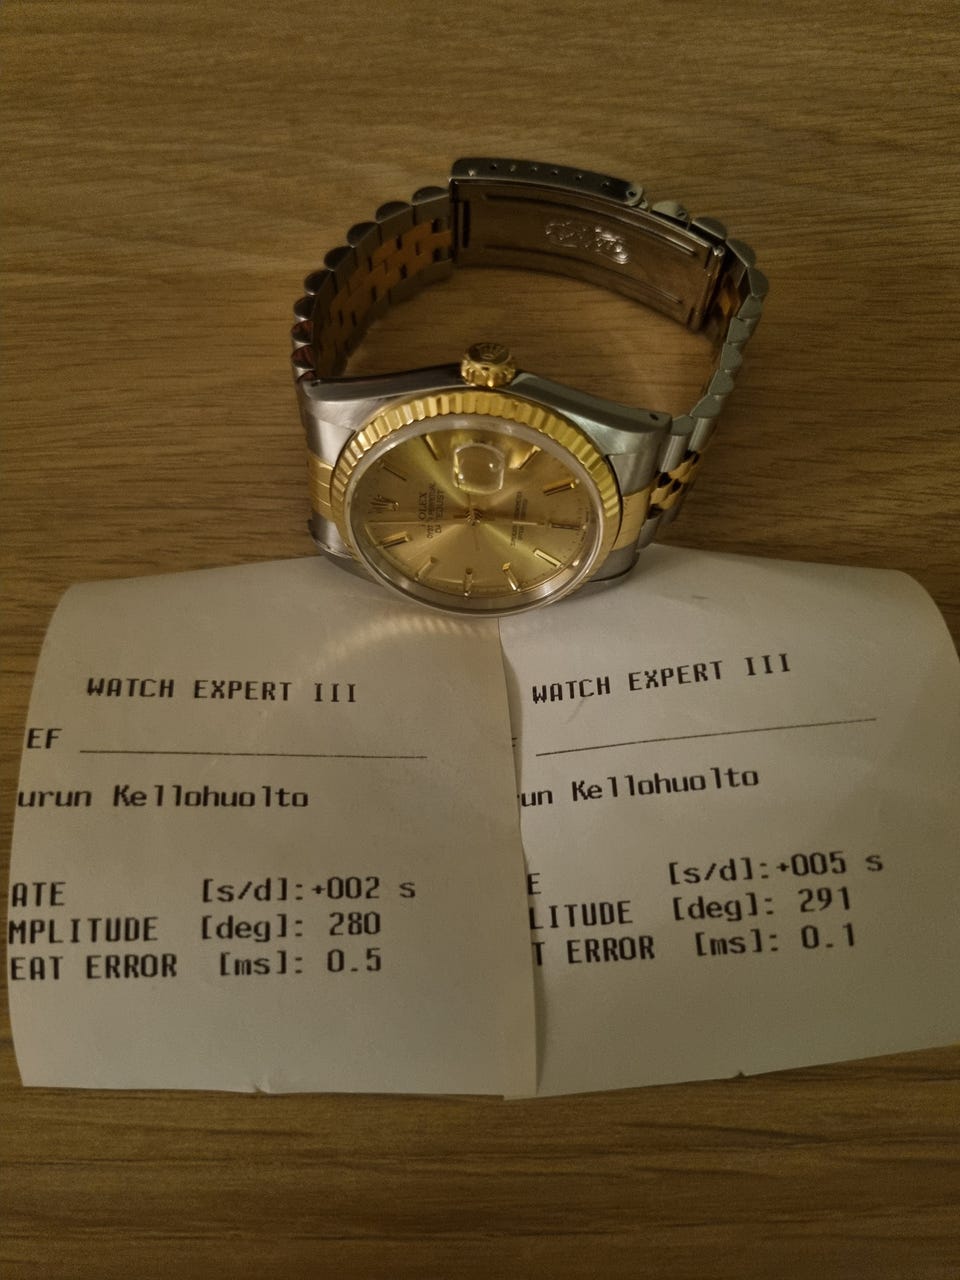 ROLEX
WATCH EXPERT III
EF
urun Kellohuolto
ATE [s/d]:+002 s
MPLITUDE [deg]: 280
EAT ERROR [ms]: 0.5
WATCH EXPERT III
un Kellohuolto
E [s/d]:+005 s
LITUDE [deg]: 291
T ERROR [ms]: 0.1